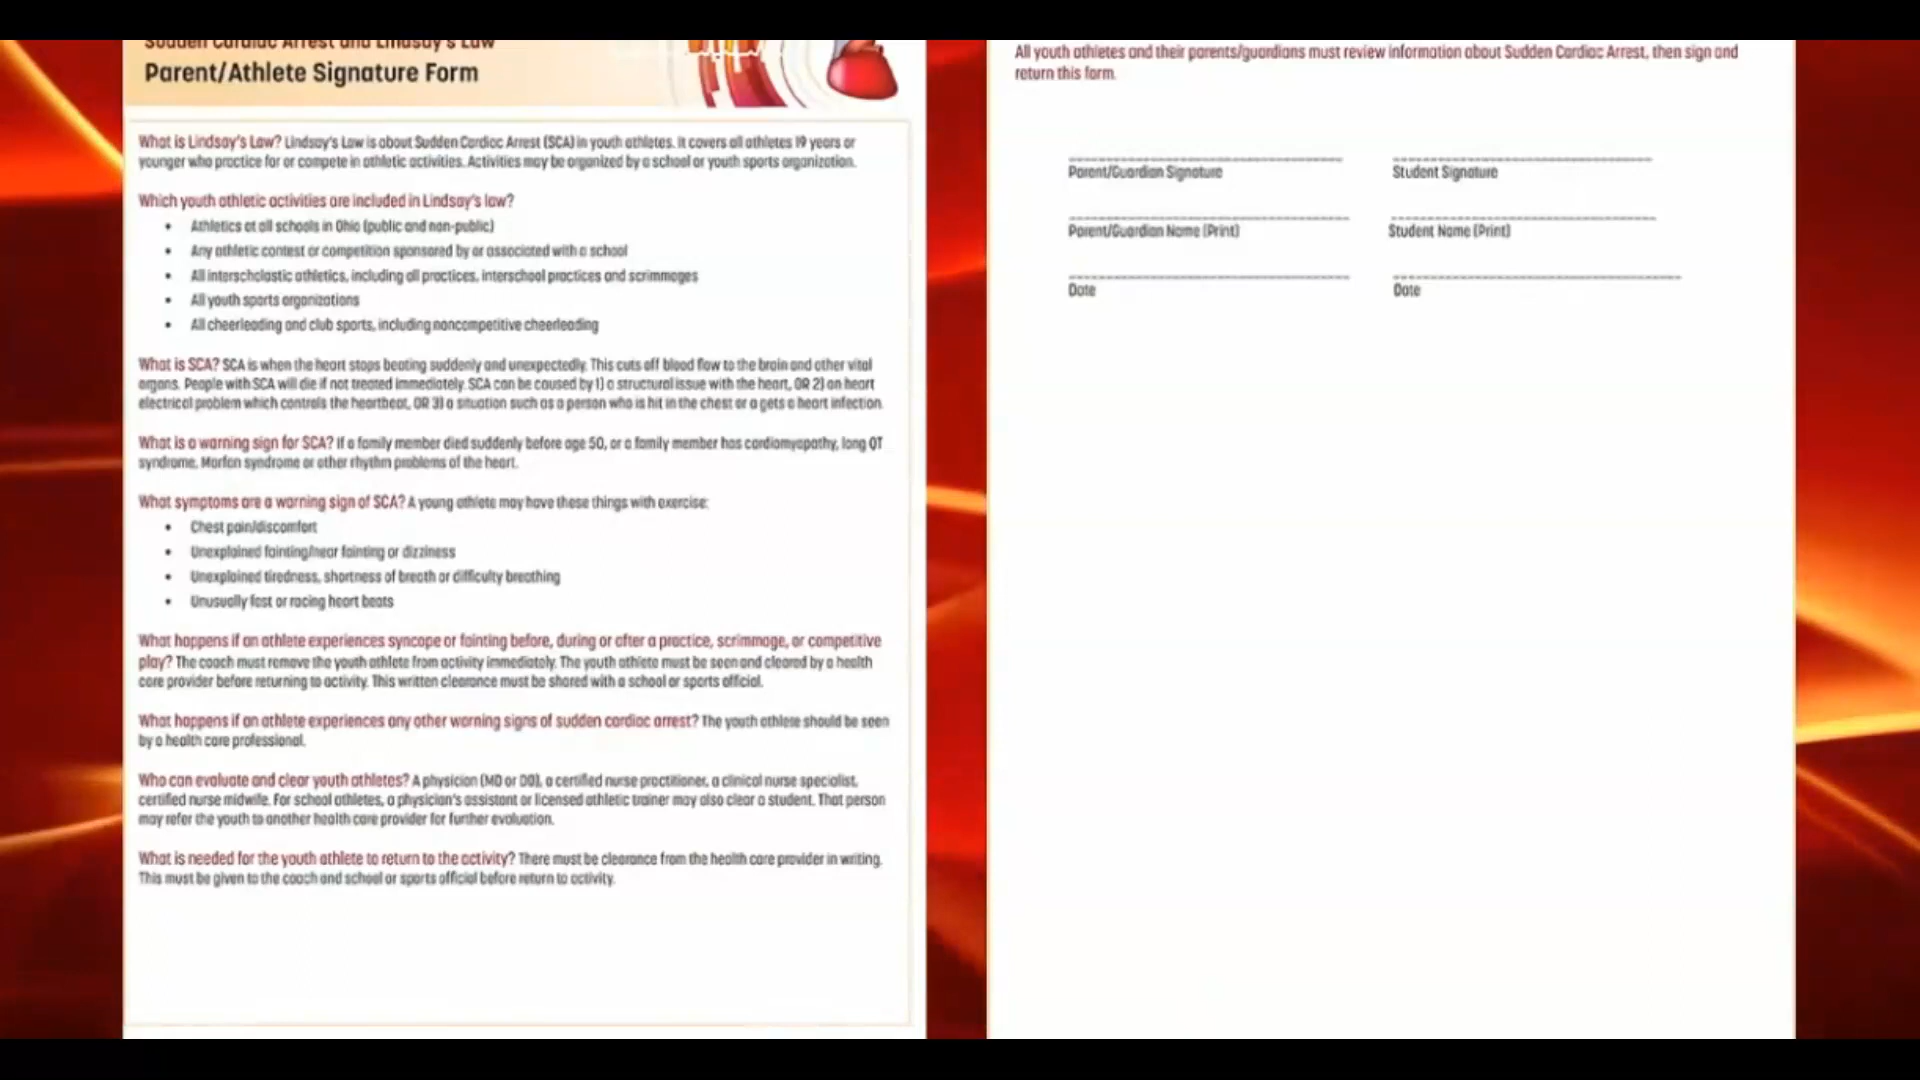 Sudden Cardiac Arrest and Lindsay's Law
Parent/Athlete Signature Form
What is Lindsay's Law? Lindsay's Law is about Sudden Cardiac Arrest (SCA) in youth athletes. It covers all athletes 19 years or
younger who practice for or compete in athletic activities. Activities may be organized by a school or youth sports organization.
Which youth athletic activities are included in Lindsay's law?
• Athletics at all schools in Ohio (public and non-public)
• Any athletic contest or competition sponsored by or associated with a school
• All interscholastic athletics, including all practices, interschool practices and scrimmages
• All youth sports organizations
• All cheerleading and club sports, including noncompetitive cheerleading
What is SCA? SCA is when the heart stops beating suddenly and unexpectedly. This cuts off blood flow to the brain and other vital
organs. People with SCA will die if not treated immediately. SCA can be caused by 1) a structural issue with the heart, OR 2) an heart
electrical problem which controls the heartbeat, OR 3) a situation such as a person who is hit in the chest or a gets a heart infection.
What is a warning sign for SCA? If a family member died suddenly before age 50, or a family member has cardiomyopathy, long QT
syndrome, Marfan syndrome or other rhythm problems of the heart.
What symptoms are a warning sign of SCA? A young athlete may have these things with exercise:
• Chest pain/discomfort
• Unexplained fainting/near fainting or dizziness
• Unexplained tiredness, shortness of breath or difficulty breathing
• Unusually fast or racing heart beats
What happens if an athlete experiences syncope or fainting before, during or after a practice, scrimmage, or competitive
play? The coach must remove the youth athlete from activity immediately. The youth athlete must be seen and cleared by a health
care provider before returning to activity. This written clearance must be shared with a school or sports official.
What happens if an athlete experiences any other warning signs of sudden cardiac arrest? The youth athlete should be seen
by a health care professional.
Who can evaluate and clear youth athletes? A physician (MD or DO), a certified nurse practitioner, a clinical nurse specialist,
certified nurse midwife. For school athletes, a physician's assistant or licensed athletic trainer may also clear a student. That person
may refer the youth to another health care provider for further evaluation.
What is needed for the youth athlete to return to the activity? There must be clearance from the health care provider in writing.
This must be given to the coach and school or sports official before return to activity.
All youth athletes and their parents/guardians must review information about Sudden Cardiac Arrest, then sign and
return this form.
Parent/Guardian Signature
Student Signature
Parent/Guardian Name (Print)
Student Name (Print)
Date
Date